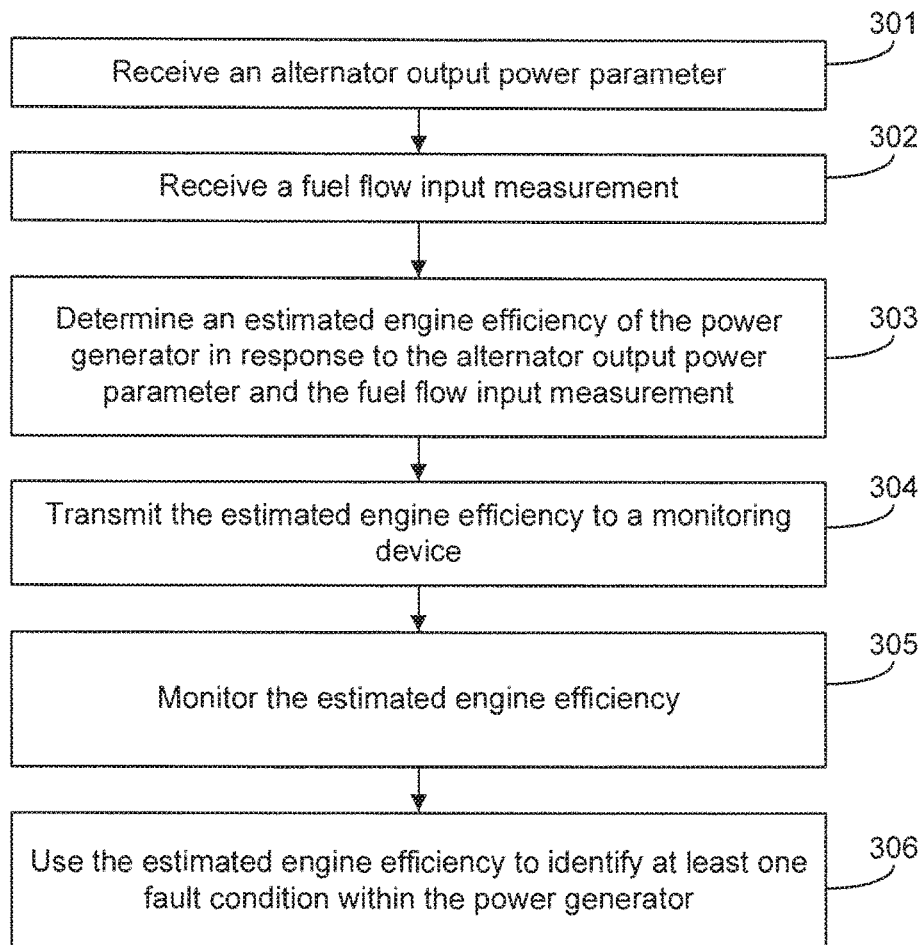 301
Receive an alternator output power parameter
302
Receive a fuel flow input measurement
303
Determine an estimated engine efficiency of the power
generator in response to the alternator output power
parameter and the fuel flow input measurement
304
Transmit the estimated engine efficiency to a monitoring
device
305
Monitor the estimated engine efficiency
306
Use the estimated engine efficiency to identify at least one
fault condition within the power generator